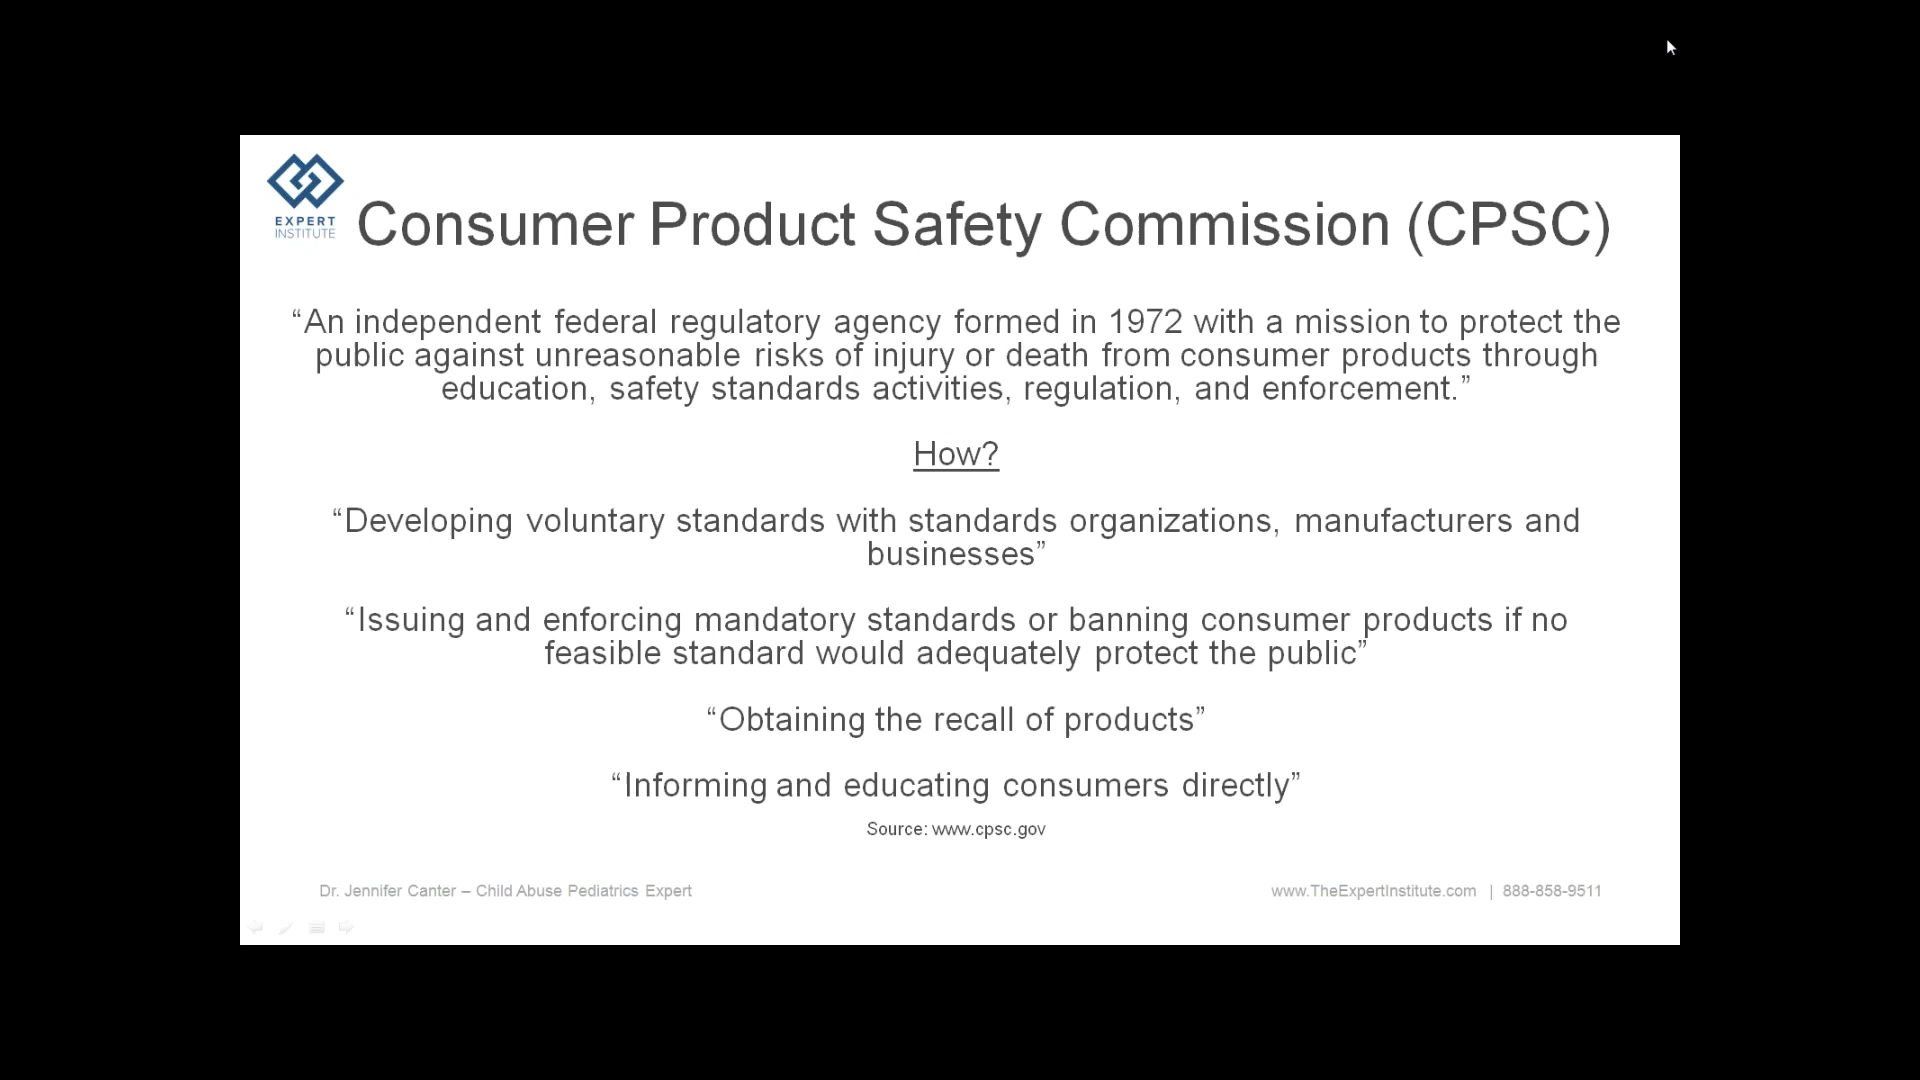 EXPERT
INSTITUTE
Consumer Product Safety Commission (CPSC)
“An independent federal regulatory agency formed in 1972 with a mission to protect the
public against unreasonable risks of injury or death from consumer products through
education, safety standards activities, regulation, and enforcement.”
How?
“Developing voluntary standards with standards organizations, manufacturers and
businesses”
“Issuing and enforcing mandatory standards or banning consumer products if no
feasible standard would adequately protect the public”
“Obtaining the recall of products”
“Informing and educating consumers directly”
Source: www.cpsc.gov
Dr. Jennifer Canter – Child Abuse Pediatrics Expert
www.TheExpertInstitute.com | 888-858-9511